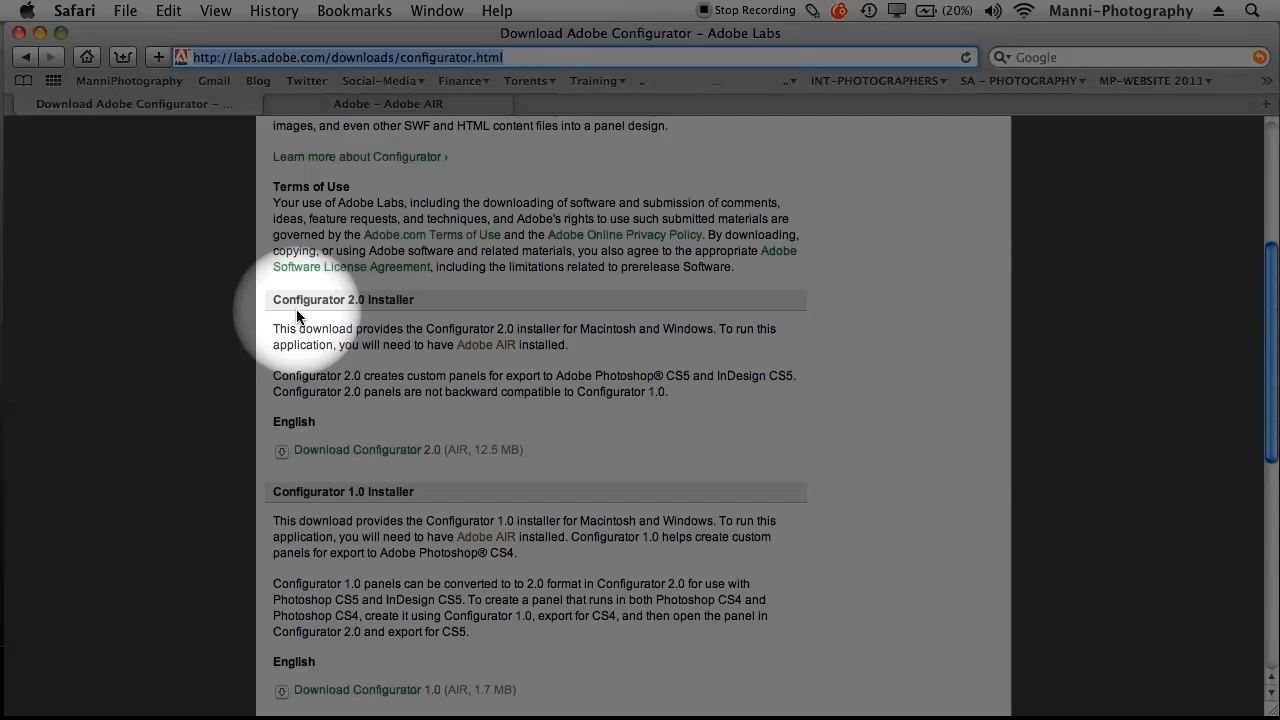 Safari File Edit View History Bookmarks Window Help Stop Recording (20%) Manni-Photography
Download Adobe Configurator – Adobe Labs
http://labs.adobe.com/downloads/configurator.html Google
ManniPhotography Gmail Blog Twitter Social-Media Finance Torents Training .. ... .. INT-PHOTOGRAPHERS SA - PHOTOGRAPHY MP-WEBSITE 2011 »
Download Adobe Configurator – ... Adobe – Adobe AIR
images, and even other SWF and HTML content files into a panel design.
Learn more about Configurator ›
Terms of Use
Your use of Adobe Labs, including the downloading of software and submission of comments,
ideas, feature requests, and techniques, and Adobe's rights to use such submitted materials are
governed by the Adobe.com Terms of Use and the Adobe Online Privacy Policy. By downloading,
copying, or using Adobe software and related materials, you also agree to the appropriate Adobe
Software License Agreement, including the limitations related to prerelease Software.
Configurator 2.0 Installer
This download provides the Configurator 2.0 installer for Macintosh and Windows. To run this
application, you will need to have Adobe AIR installed.
Configurator 2.0 creates custom panels for export to Adobe Photoshop® CS5 and InDesign CS5.
Configurator 2.0 panels are not backward compatible to Configurator 1.0.
English
Download Configurator 2.0 (AIR, 12.5 MB)
Configurator 1.0 Installer
This download provides the Configurator 1.0 installer for Macintosh and Windows. To run this
application, you will need to have Adobe AIR installed. Configurator 1.0 helps create custom
panels for export to Adobe Photoshop® CS4.
Configurator 1.0 panels can be converted to to 2.0 format in Configurator 2.0 for use with
Photoshop CS5 and InDesign CS5. To create a panel that runs in both Photoshop CS4 and
Photoshop CS4, create it using Configurator 1.0, export for CS4, and then open the panel in
Configurator 2.0 and export for CS5.
English
Download Configurator 1.0 (AIR, 1.7 MB)